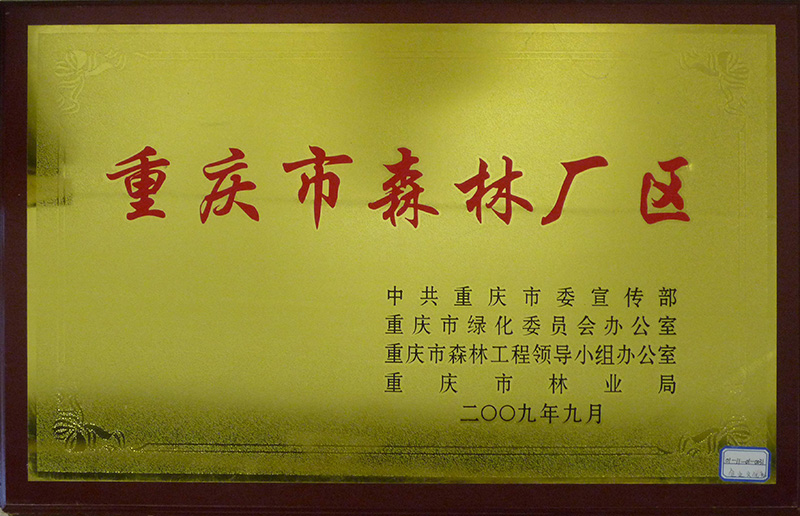 重庆市森林厂区
中共重庆市委宣传部
重庆市绿化委员会办公室
重庆市森林工程领导小组办公室
重庆市林业局
二〇〇九年九月